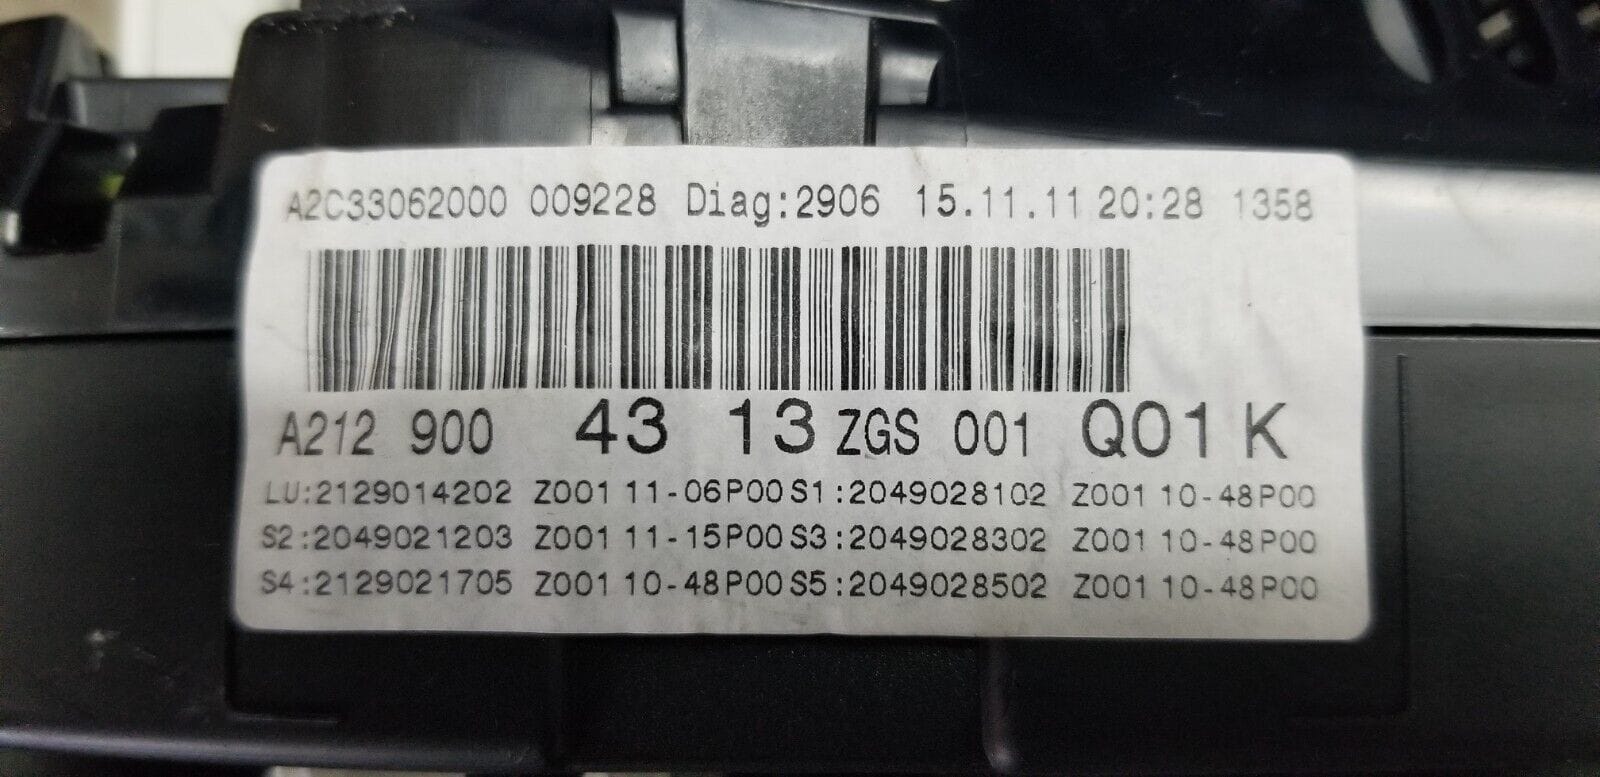 A2C33062000 009228 Diag:2906 15.11.11 20:28 1358
A212 900 43 13 ZGS 001 Q01 K
LU:2129014202 Z001 11-06P00 S1:2049028102 Z001 10-48P00
S2:2049021203 Z001 11-15P00 S3:2049028302 Z001 10-48P00
S4:2129021705 Z001 10-48P00 S5:2049028502 Z001 10-48P00